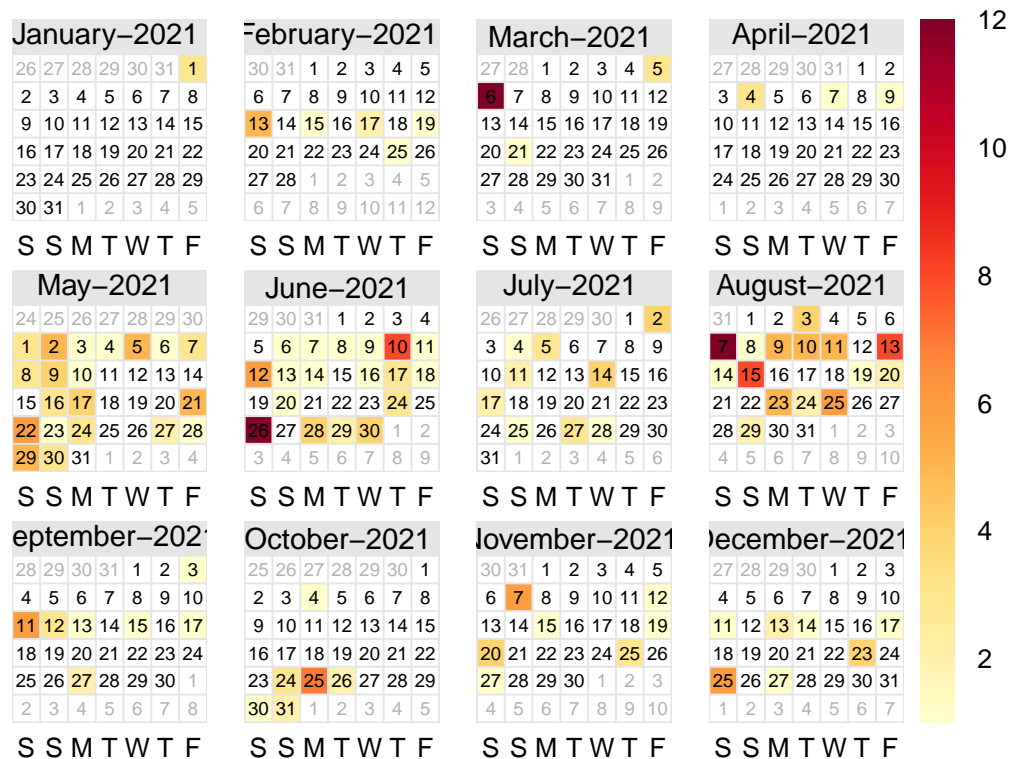 January−2021 February−2021 March−2021 April−2021 12
26 27 28 29 30 31 1 30 31 1 2 3 4 5 27 28 1 2 3 4 5 27 28 29 30 31 1 2
2 3 4 5 6 7 8 6 7 8 9 10 11 12 6 7 8 9 10 11 12 3 4 5 6 7 8 9
9 10 11 12 13 14 15 13 14 15 16 17 18 19 13 14 15 16 17 18 19 10 11 12 13 14 15 16 10
16 17 18 19 20 21 22 20 21 22 23 24 25 26 20 21 22 23 24 25 26 17 18 19 20 21 22 23
23 24 25 26 27 28 29 27 28 1 2 3 4 5 27 28 29 30 31 1 2 24 25 26 27 28 29 30
30 31 1 2 3 4 5 6 7 8 9 10 11 12 3 4 5 6 7 8 9 1 2 3 4 5 6 7
S S M T W T F S S M T W T F S S M T W T F S S M T W T F
May−2021 June−2021 July−2021 August−2021 8
24 25 26 27 28 29 30 29 30 31 1 2 3 4 26 27 28 29 30 1 2 31 1 2 3 4 5 6
1 2 3 4 5 6 7 5 6 7 8 9 10 11 3 4 5 6 7 8 9 7 8 9 10 11 12 13
8 9 10 11 12 13 14 12 13 14 15 16 17 18 10 11 12 13 14 15 16 14 15 16 17 18 19 20
15 16 17 18 19 20 21 19 20 21 22 23 24 25 17 18 19 20 21 22 23 21 22 23 24 25 26 27 6
22 23 24 25 26 27 28 26 27 28 29 30 1 2 24 25 26 27 28 29 30 28 29 30 31 1 2 3
29 30 31 1 2 3 4 3 4 5 6 7 8 9 31 1 2 3 4 5 6 4 5 6 7 8 9 10
S S M T W T F S S M T W T F S S M T W T F S S M T W T F
eptember−202 October−2021 November−2021 December−2021 4
28 29 30 31 1 2 3 25 26 27 28 29 30 1 30 31 1 2 3 4 5 27 28 29 30 1 2 3
4 5 6 7 8 9 10 2 3 4 5 6 7 8 6 7 8 9 10 11 12 4 5 6 7 8 9 10
11 12 13 14 15 16 17 9 10 11 12 13 14 15 13 14 15 16 17 18 19 11 12 13 14 15 16 17
18 19 20 21 22 23 24 16 17 18 19 20 21 22 20 21 22 23 24 25 26 18 19 20 21 22 23 24 2
25 26 27 28 29 30 1 23 24 25 26 27 28 29 27 28 29 30 1 2 3 25 26 27 28 29 30 31
2 3 4 5 6 7 8 30 31 1 2 3 4 5 4 5 6 7 8 9 10 1 2 3 4 5 6 7
S S M T W T F S S M T W T F S S M T W T F S S M T W T F